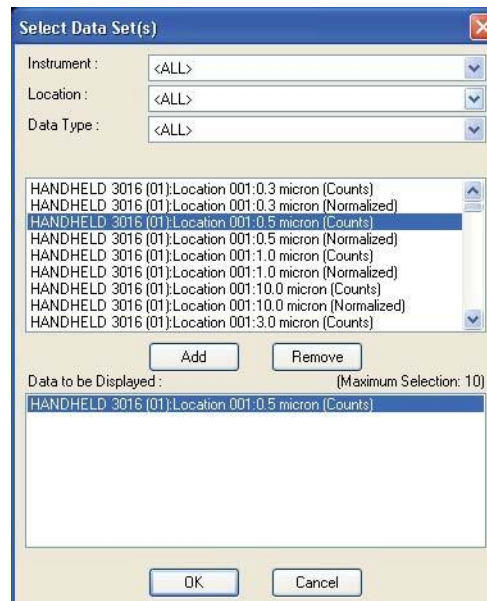 Select Data Set(s)
Instrument : <ALL>
Location : <ALL>
Data Type : <ALL>
HANDHELD 3016 (01):Location 001:0.3 micron (Counts)
HANDHELD 3016 (01):Location 001:0.3 micron (Normalized)
HANDHELD 3016 (01):Location 001:0.5 micron (Counts)
HANDHELD 3016 (01):Location 001:0.5 micron (Normalized)
HANDHELD 3016 (01):Location 001:1.0 micron (Counts)
HANDHELD 3016 (01):Location 001:1.0 micron (Normalized)
HANDHELD 3016 (01):Location 001:10.0 micron (Counts)
HANDHELD 3016 (01):Location 001:10.0 micron (Normalized)
HANDHELD 3016 (01):Location 001:3.0 micron (Counts)
Add Remove
Data to be Displayed : (Maximum Selection: 10)
HANDHELD 3016 (01):Location 001:0.5 micron (Counts)
OK Cancel